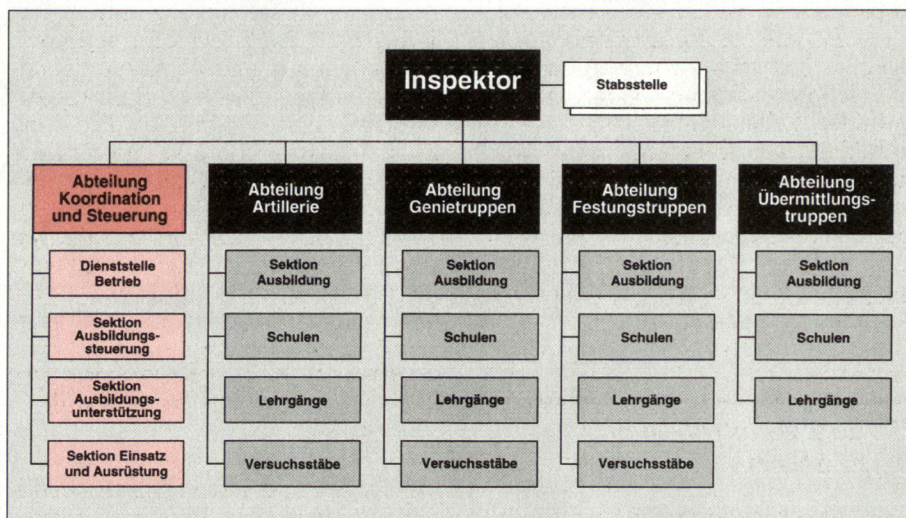 Inspektor
Stabsstelle
Abteilung
Koordination
und Steuerung
Abteilung
Artillerie
Abteilung
Genietruppen
Abteilung
Festungstruppen
Abteilung
Übermittlungs-
truppen
Dienststelle
Betrieb
Sektion
Ausbildungs-
steuerung
Sektion
Ausbildungs-
unterstützung
Sektion Einsatz
und Ausrüstung
Sektion
Ausbildung
Schulen
Lehrgänge
Versuchsstäbe
Sektion
Ausbildung
Schulen
Lehrgänge
Versuchsstäbe
Sektion
Ausbildung
Schulen
Lehrgänge
Versuchsstäbe
Sektion
Ausbildung
Schulen
Lehrgänge